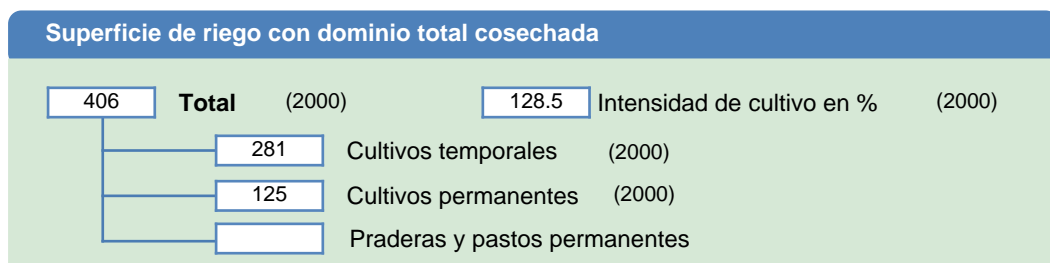 Superficie de riego con dominio total cosechada
406 Total (2000) 128.5 Intensidad de cultivo en % (2000)
281 Cultivos temporales (2000)
125 Cultivos permanentes (2000)
Praderas y pastos permanentes